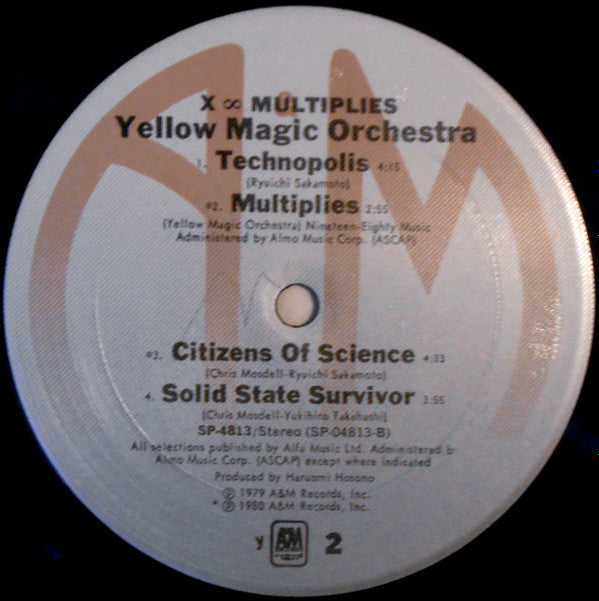 X ∞ MULTIPLIES
Yellow Magic Orchestra
1. Technopolis 4:15
(Ryuichi Sakamoto)
*2. Multiplies 2:55
(Yellow Magic Orchestra) Nineteen-Eighty Music
Administered by Almo Music Corp. (ASCAP)
*3. Citizens Of Science 4:33
(Chris Mosdell-Ryuichi Sakamoto)
4. Solid State Survivor 3:55
(Chris Mosdell-Yukihiro Takahashi)
SP-4813/Stereo (SP-04813-B)
All selections published by Alfa Music Ltd. Administered by
Almo Music Corp. (ASCAP) except where indicated
Produced by Haruomi Hosono
℗ 1979 A&M Records, Inc.
* ℗ 1980 A&M Records, Inc.
y A&M 2